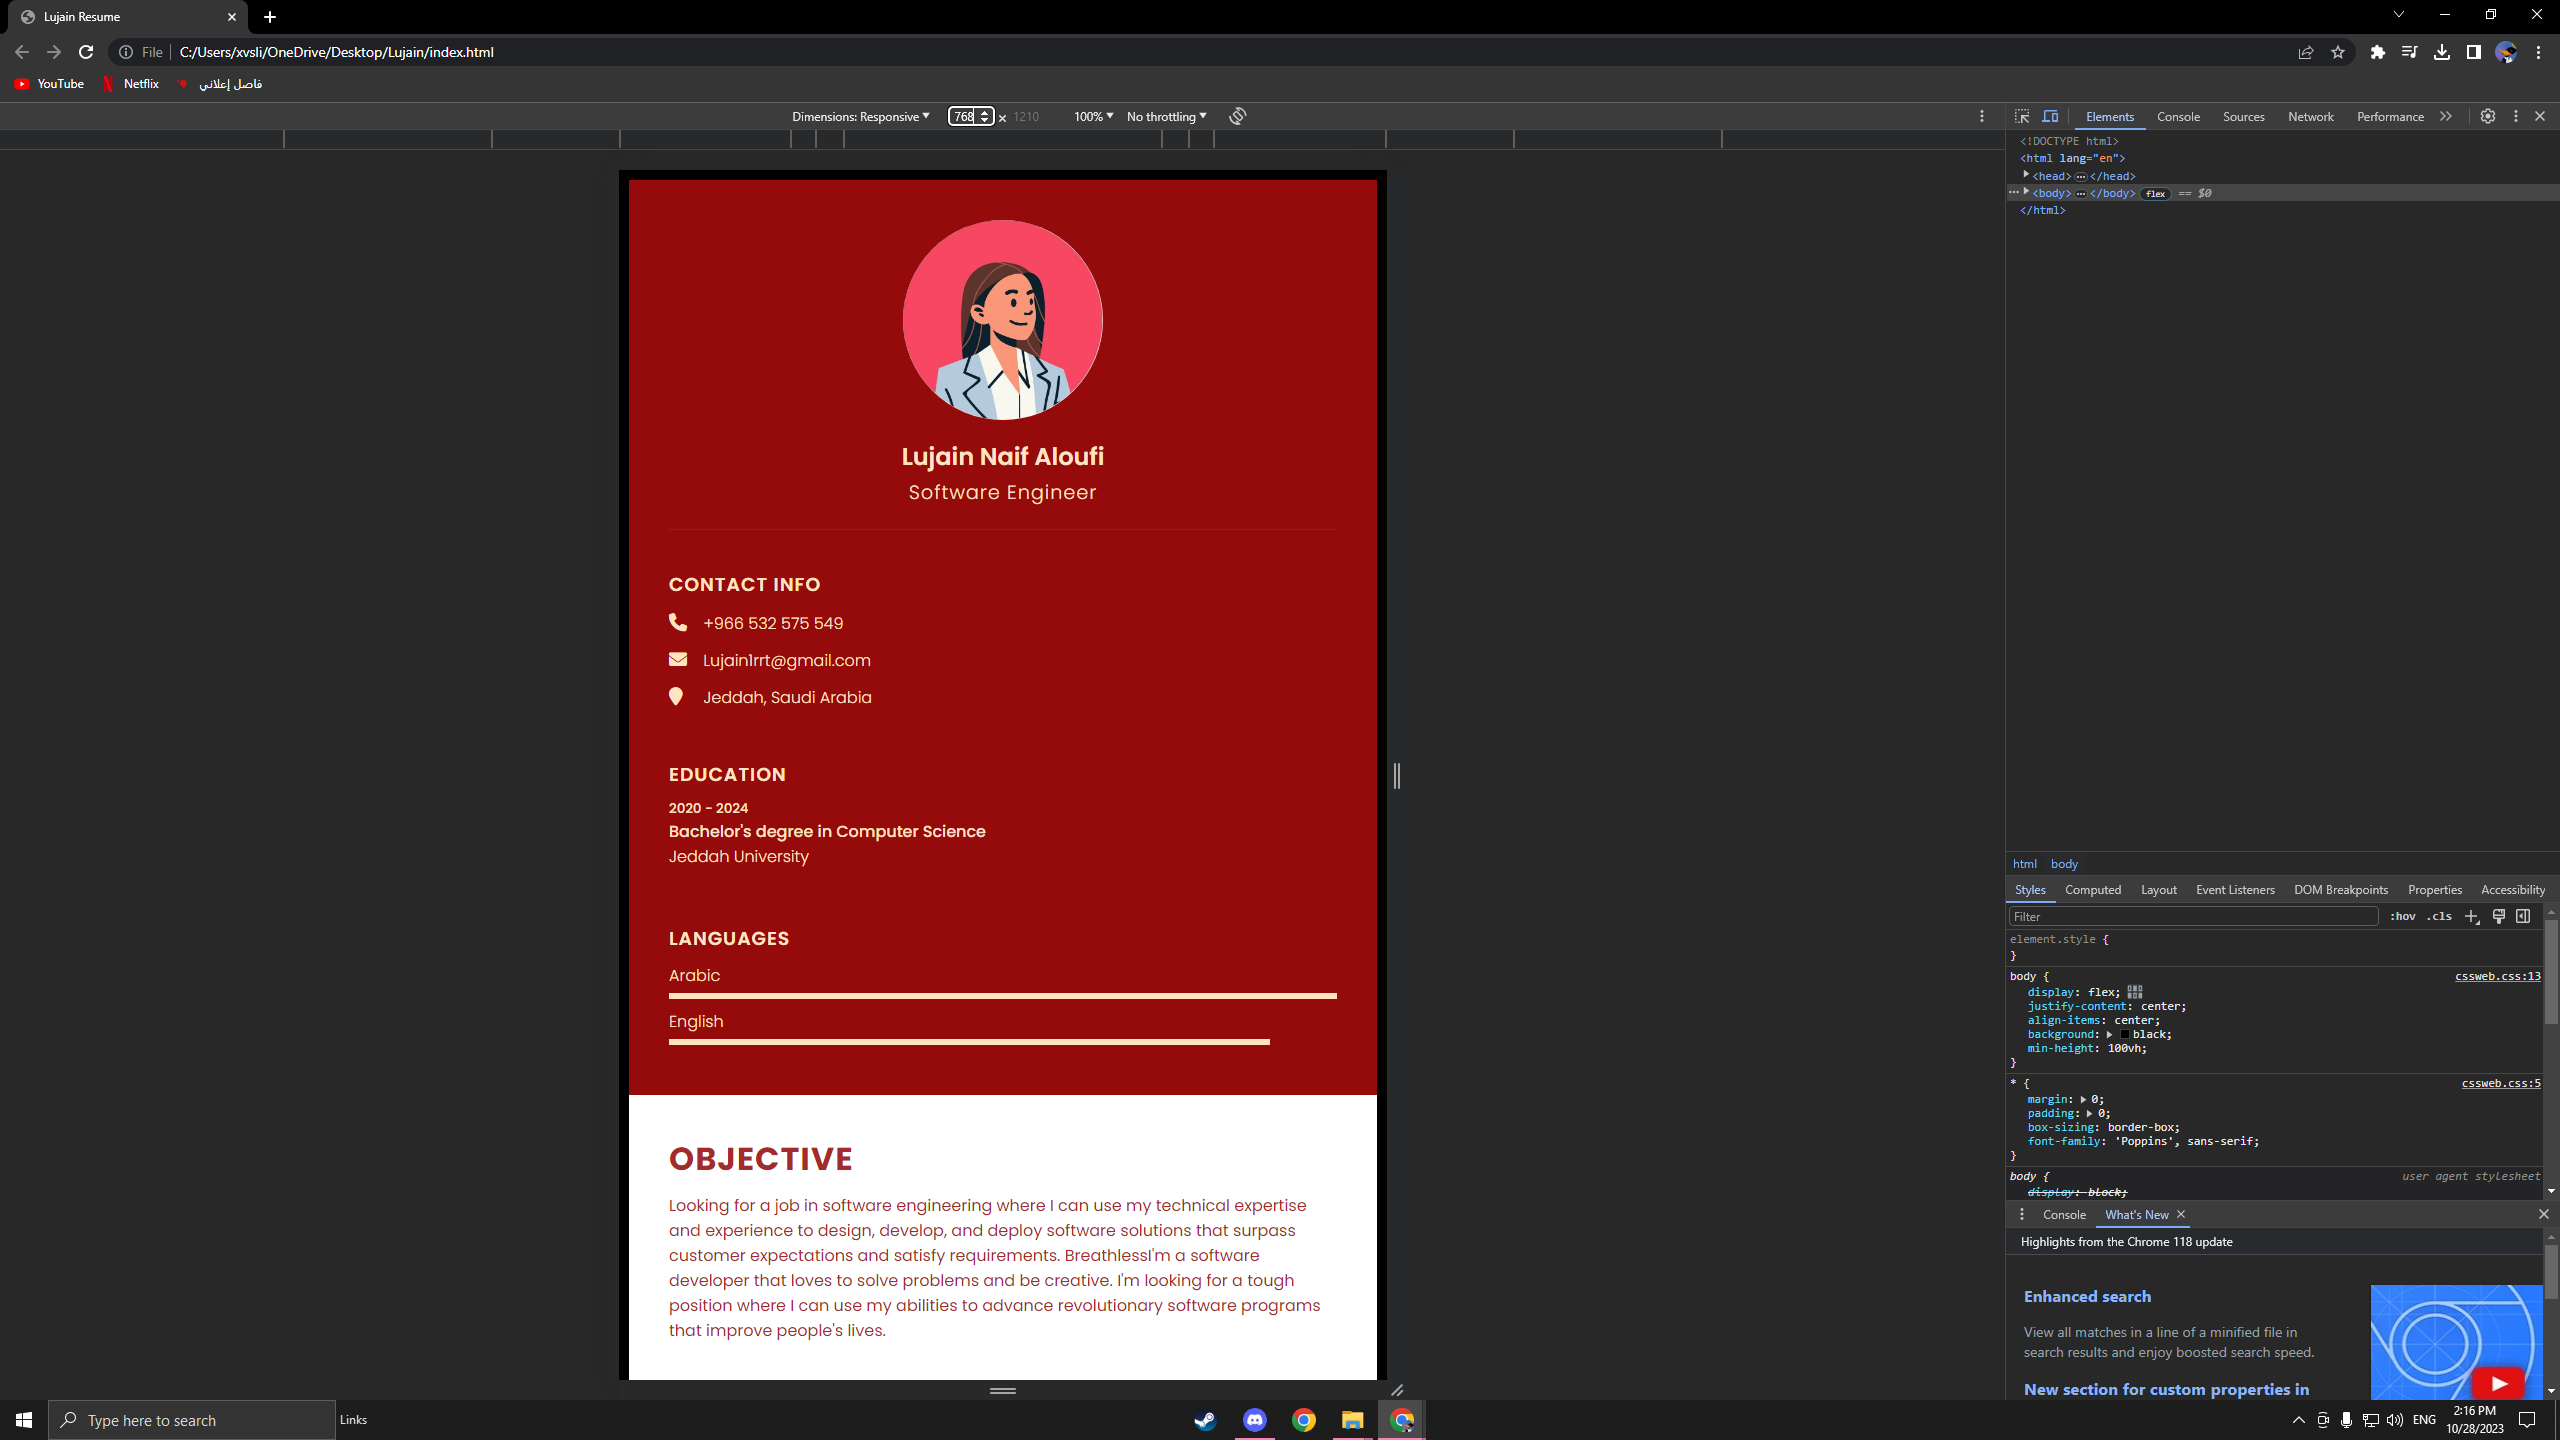 Lujain Resume
File
C:/Users/xvsli/OneDrive/Desktop/Lujain/index.html
YouTube
Netflix
فاصل إعلاني
Dimensions: Responsive
768 × 1210
100%
No throttling
Elements
Console
Sources
Network
Performance
<!DOCTYPE html>
<html lang="en">
<head> ••• </head>
••• <body> ••• </body> flex == $0
</html>
Lujain Naif Aloufi
Software Engineer
CONTACT INFO
+966 532 575 549
Lujain1rrt@gmail.com
Jeddah, Saudi Arabia
EDUCATION
2020 - 2024
Bachelor's degree in Computer Science
Jeddah University
LANGUAGES
Arabic
English
OBJECTIVE
Looking for a job in software engineering where I can use my technical expertise
and experience to design, develop, and deploy software solutions that surpass
customer expectations and satisfy requirements. BreathlessI'm a software
developer that loves to solve problems and be creative. I'm looking for a tough
position where I can use my abilities to advance revolutionary software programs
that improve people's lives.
html body
Styles Computed Layout Event Listeners DOM Breakpoints Properties Accessibility
Filter
:hov .cls
element.style {
}
body {
cssweb.css:13
display: flex;
justify-content: center;
align-items: center;
background: black;
min-height: 100vh;
}
* {
cssweb.css:5
margin: 0;
padding: 0;
box-sizing: border-box;
font-family: 'Poppins', sans-serif;
}
body {
user agent stylesheet
display: block;
Console
What's New
Highlights from the Chrome 118 update
Enhanced search
View all matches in a line of a minified file in
search results and enjoy boosted search speed.
New section for custom properties in
Type here to search
Links
ENG
2:16 PM
10/28/2023